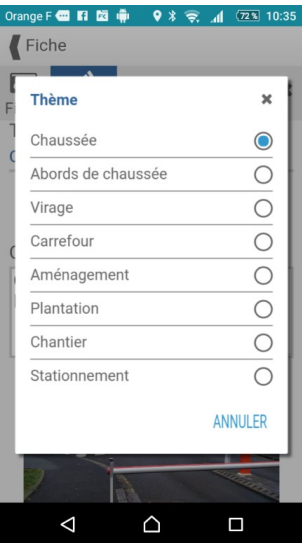 Orange F
72% 10:35
Fiche
Thème
Chaussée
Abords de chaussée
Virage
Carrefour
Aménagement
Plantation
Chantier
Stationnement
ANNULER